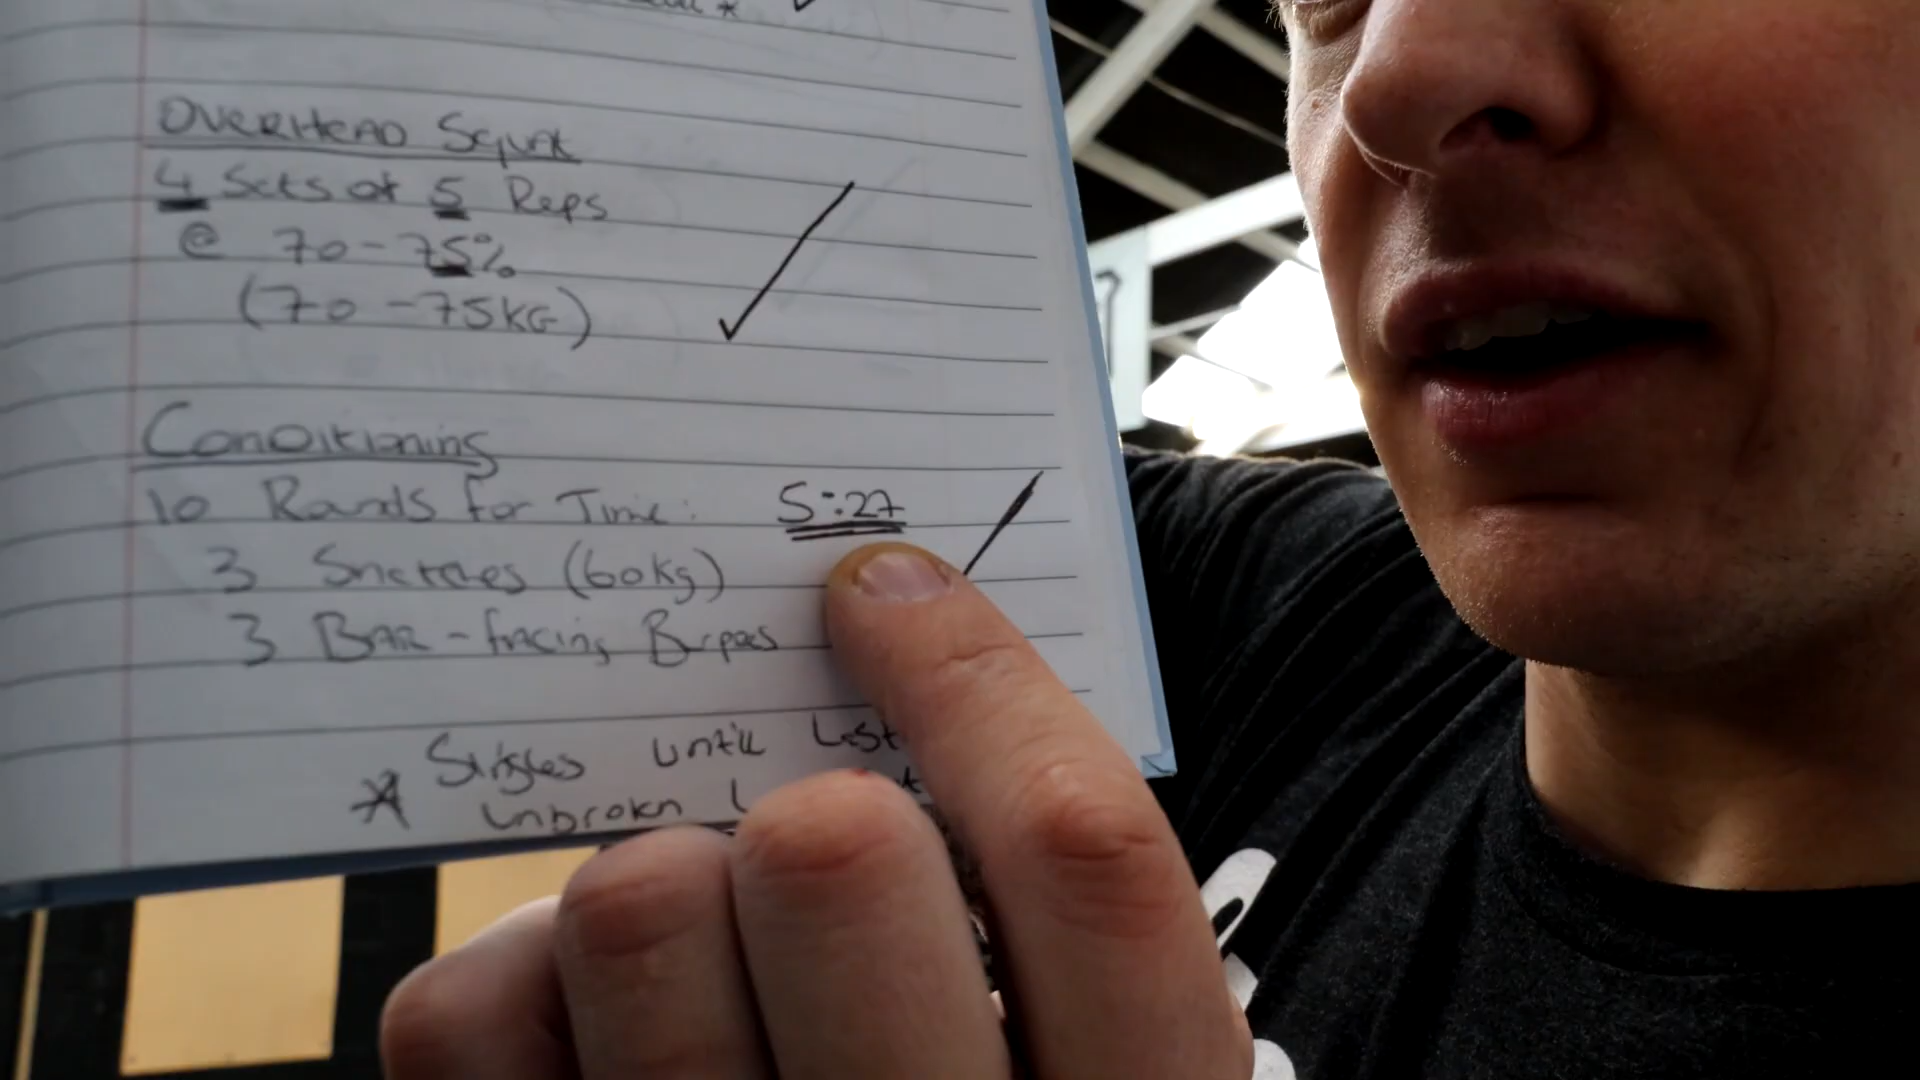 OVERHEAD Squat
4 Sets of 5 Reps
@ 70-75%
(70-75KG)
Conditioning
10 Rounds for Time: 5:27
3 Snatches (60kg)
3 BAR-facing Burpees
* Singles untill Last
unbroken